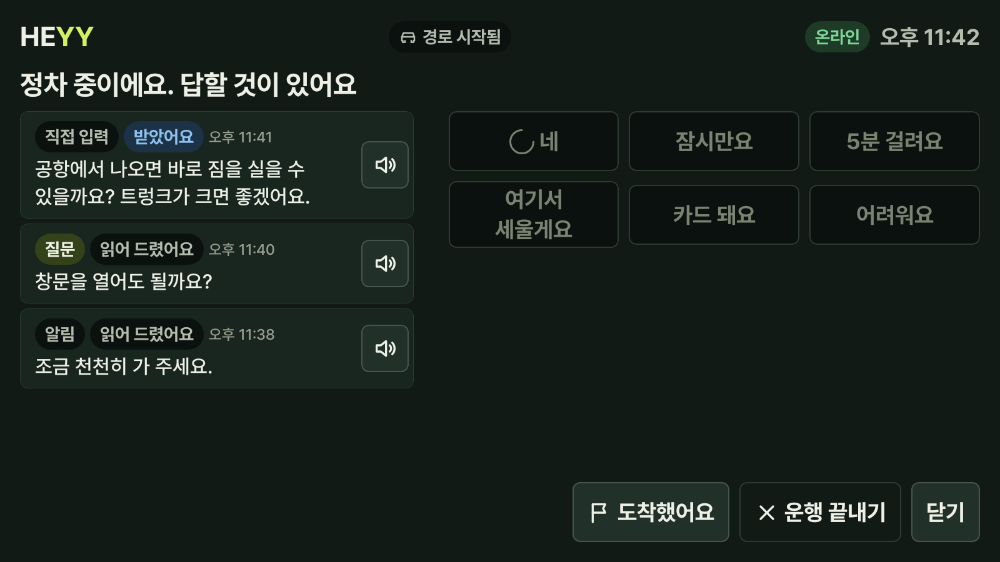 HEYY
경로 시작됨
온라인 오후 11:42
정차 중이에요. 답할 것이 있어요
직접 입력 받았어요 오후 11:41
공항에서 나오면 바로 짐을 실을 수
있을까요? 트렁크가 크면 좋겠어요.
질문 읽어 드렸어요 오후 11:40
창문을 열어도 될까요?
알림 읽어 드렸어요 오후 11:38
조금 천천히 가 주세요.
네
잠시만요
5분 걸려요
여기서
세울게요
카드 돼요
어려워요
도착했어요
운행 끝내기
닫기